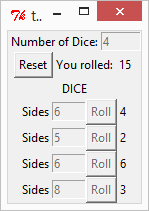 t...
Number of Dice: 4
Reset You rolled: 15
DICE
Sides 6 Roll 4
Sides 5 Roll 2
Sides 6 Roll 6
Sides 8 Roll 3